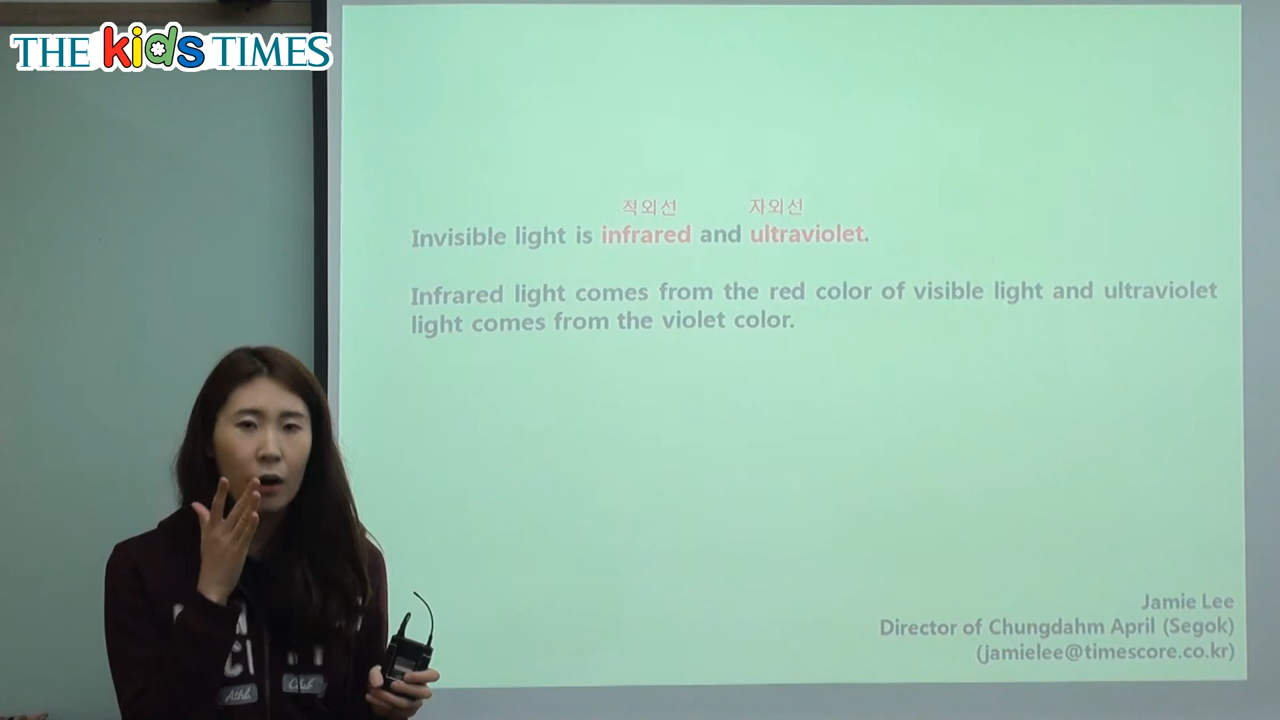 THE kids TIMES
적외선 자외선
Invisible light is infrared and ultraviolet.
Infrared light comes from the red color of visible light and ultraviolet
light comes from the violet color.
Jamie Lee
Director of Chungdahm April (Segok)
(jamielee@timescore.co.kr)